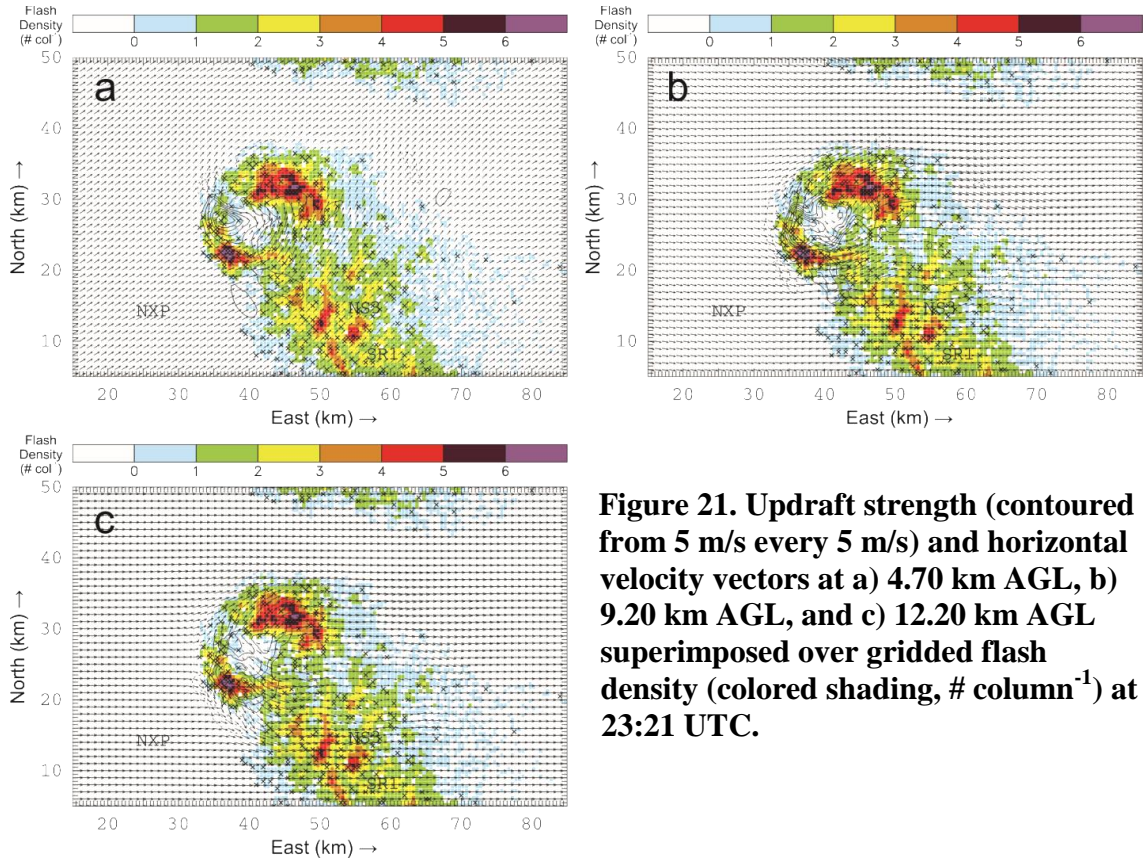 Flash
Density
(# col⁻)
0 1 2 3 4 5 6
a
50
40
30
20
10
North (km) →
NXP
NS3
SR1
20 30 40 50 60 70 80
East (km) →
Flash
Density
(# col⁻)
0 1 2 3 4 5 6
b
50
40
30
20
10
North (km) →
NXP
NS3
SR1
20 30 40 50 60 70 80
East (km) →
Flash
Density
(# col⁻)
0 1 2 3 4 5 6
c
50
40
30
20
10
North (km) →
NXP
NS3
SR1
20 30 40 50 60 70 80
East (km) →
Figure 21. Updraft strength (contoured
from 5 m/s every 5 m/s) and horizontal
velocity vectors at a) 4.70 km AGL, b)
9.20 km AGL, and c) 12.20 km AGL
superimposed over gridded flash
density (colored shading, # column⁻¹) at
23:21 UTC.